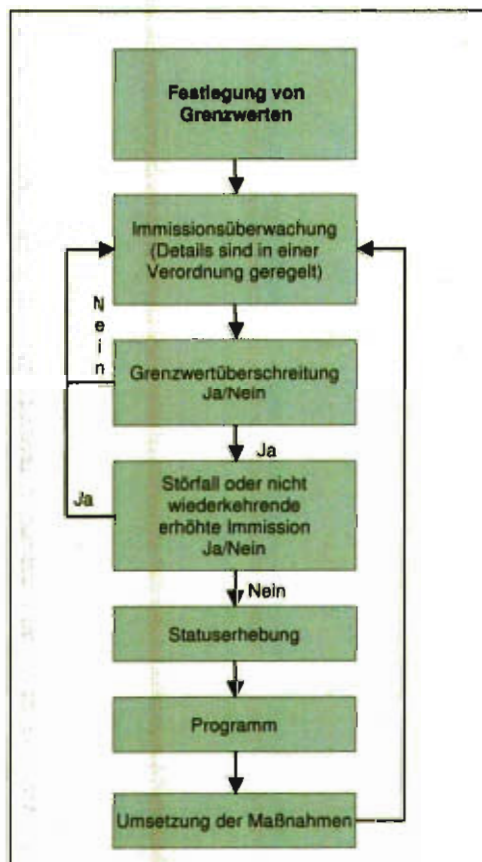 Festlegung von
Grenzwerten
Immissionsüberwachung
(Details sind in einer
Verordnung geregelt)
Nein
Grenzwertüberschreitung
Ja/Nein
Ja
Ja
Störfall oder nicht
wiederkehrende
erhöhte Immission
Ja/Nein
Nein
Statuserhebung
Programm
Umsetzung der Maßnahmen